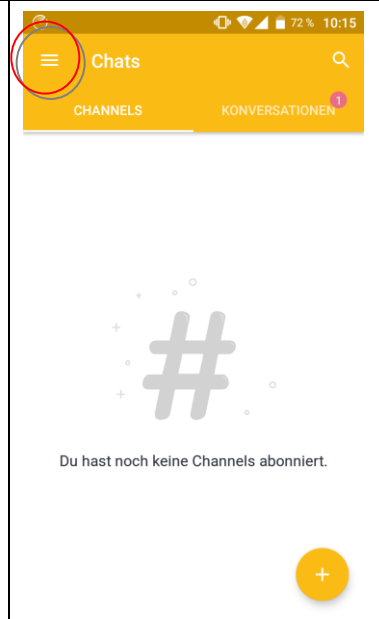 72 % 10:15
Chats
CHANNELS KONVERSATIONEN 1
#
Du hast noch keine Channels abonniert.
+